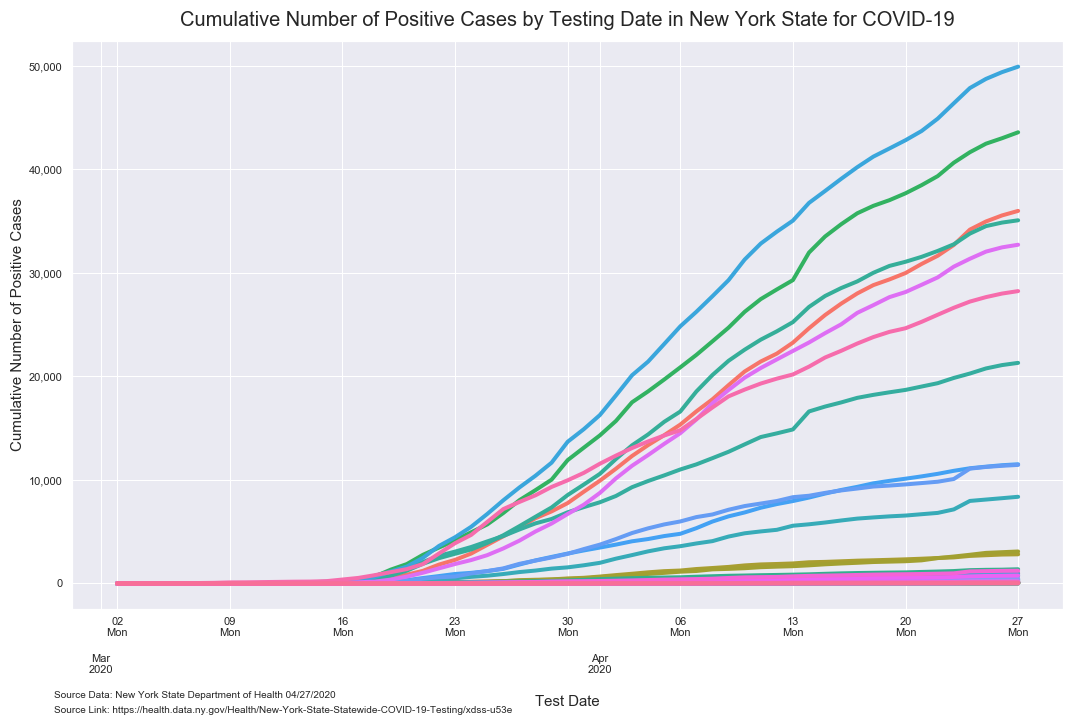 Cumulative Number of Positive Cases by Testing Date in New York State for COVID-19
Cumulative Number of Positive Cases
50,000
40,000
30,000
20,000
10,000
0
02 09 16 23 30 06 13 20 27
Mon Mon Mon Mon Mon Mon Mon Mon Mon
Mar Apr
2020 2020
Test Date
Source Data: New York State Department of Health 04/27/2020
Source Link: https://health.data.ny.gov/Health/New-York-State-Statewide-COVID-19-Testing/xdss-u53e